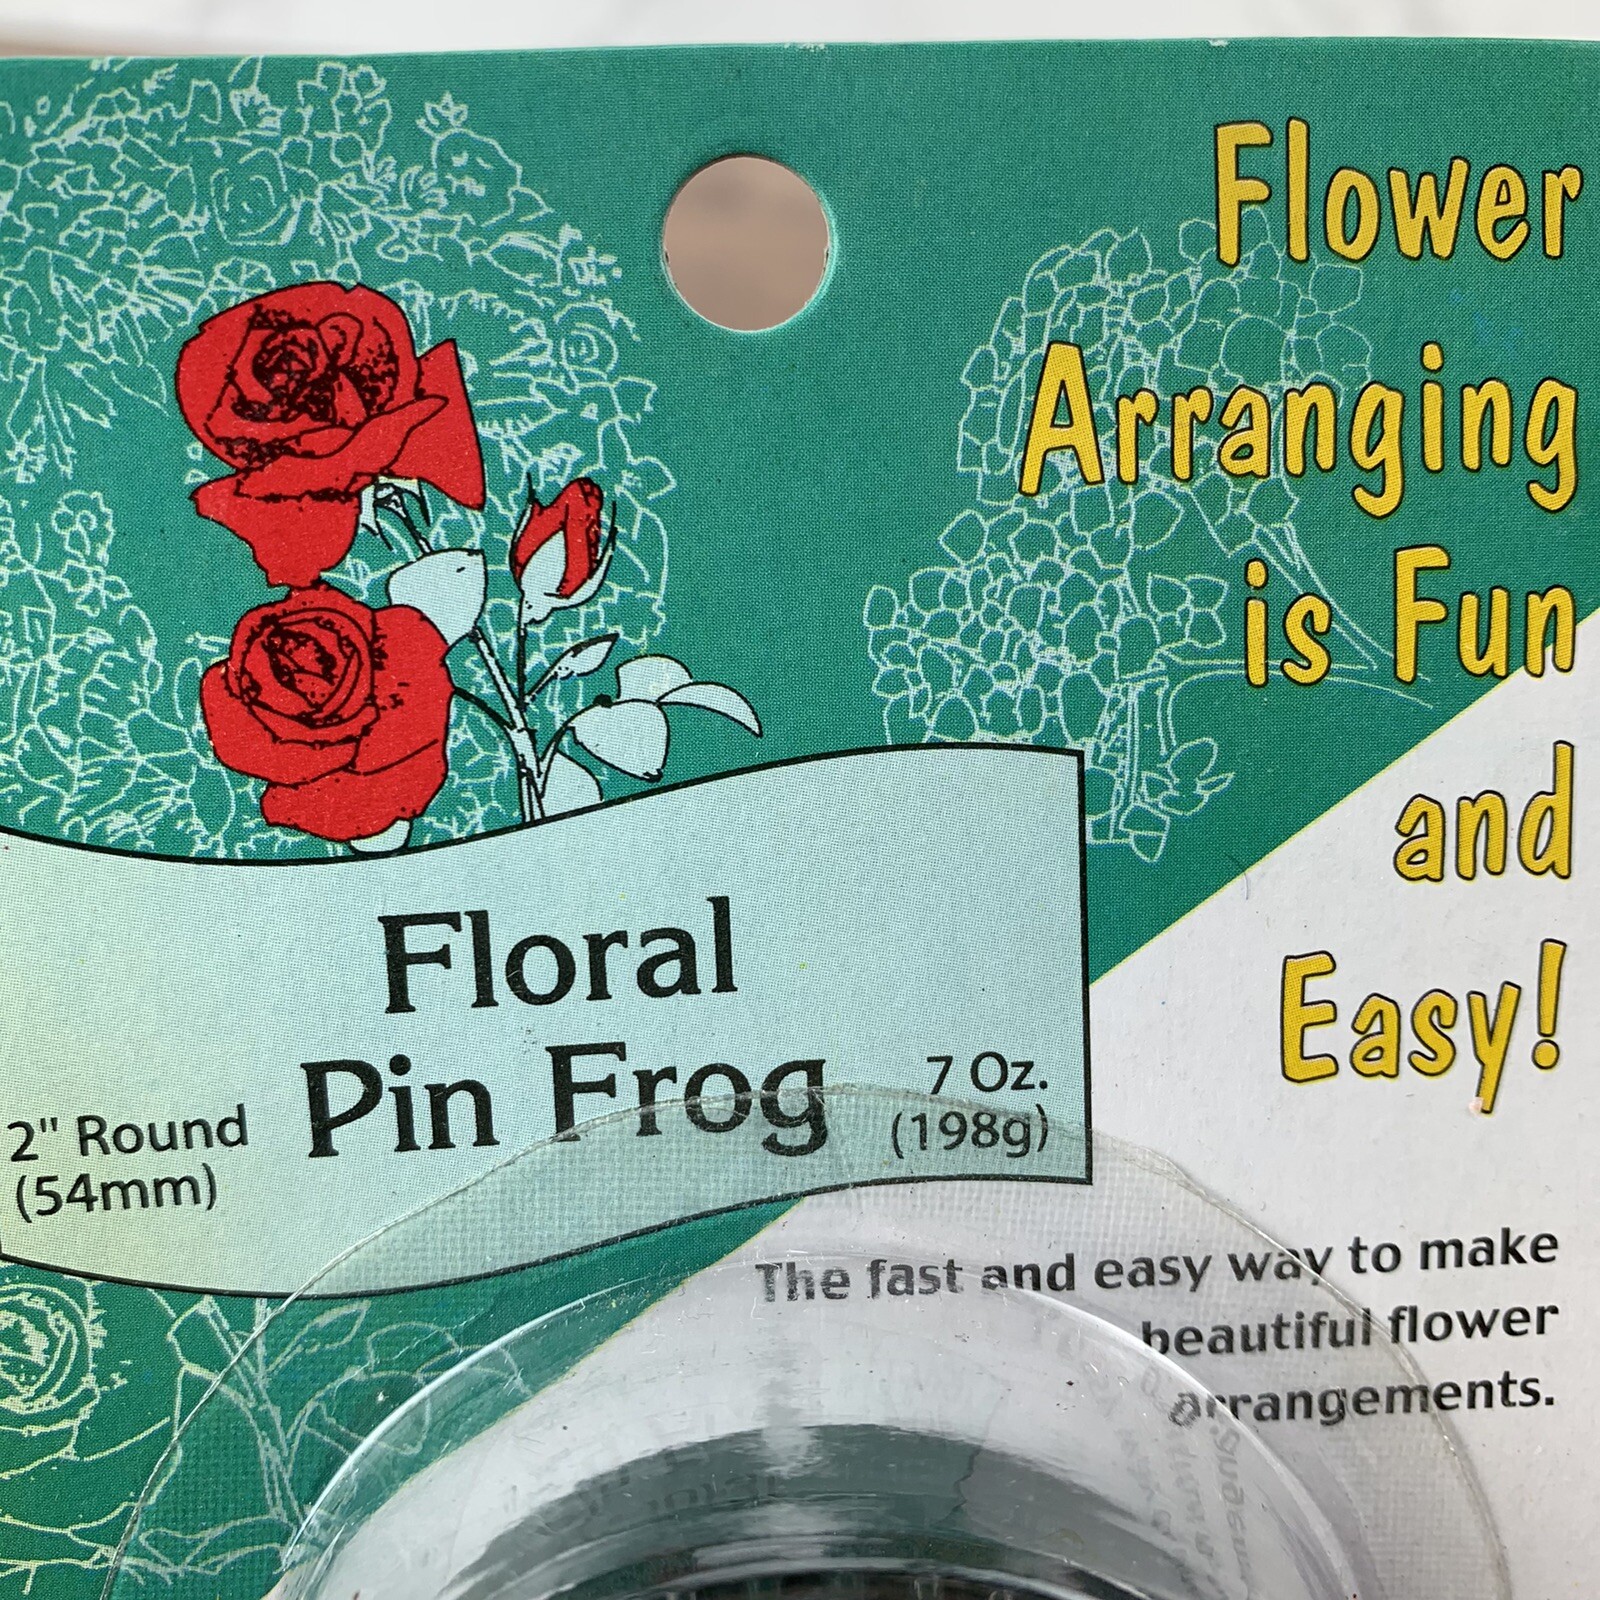 Flower
Arranging
is Fun
and
Easy!
Floral
Pin Frog
2" Round
(54mm)
7 Oz.
(198g)
The fast and easy way to make
beautiful flower
arrangements.